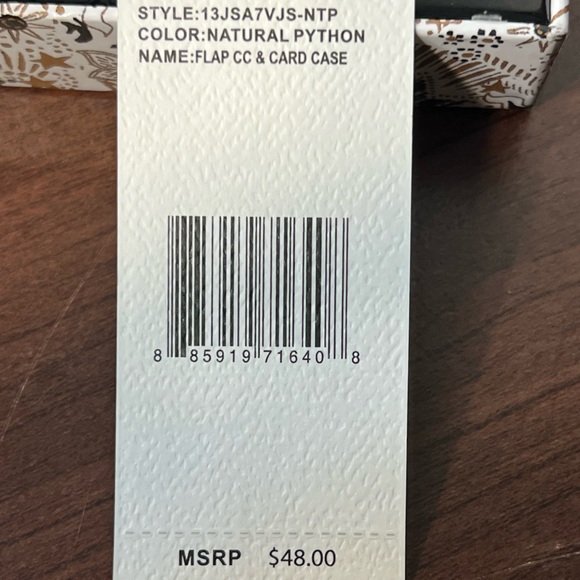 STYLE:13JSA7VJS-NTP
COLOR:NATURAL PYTHON
NAME:FLAP CC & CARD CASE
8 85919 71640 8
MSRP $48.00